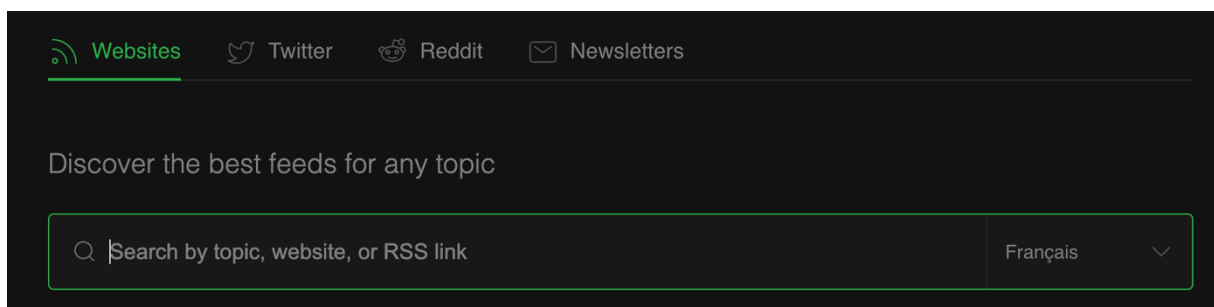 Websites Twitter Reddit Newsletters
Discover the best feeds for any topic
Search by topic, website, or RSS link Français